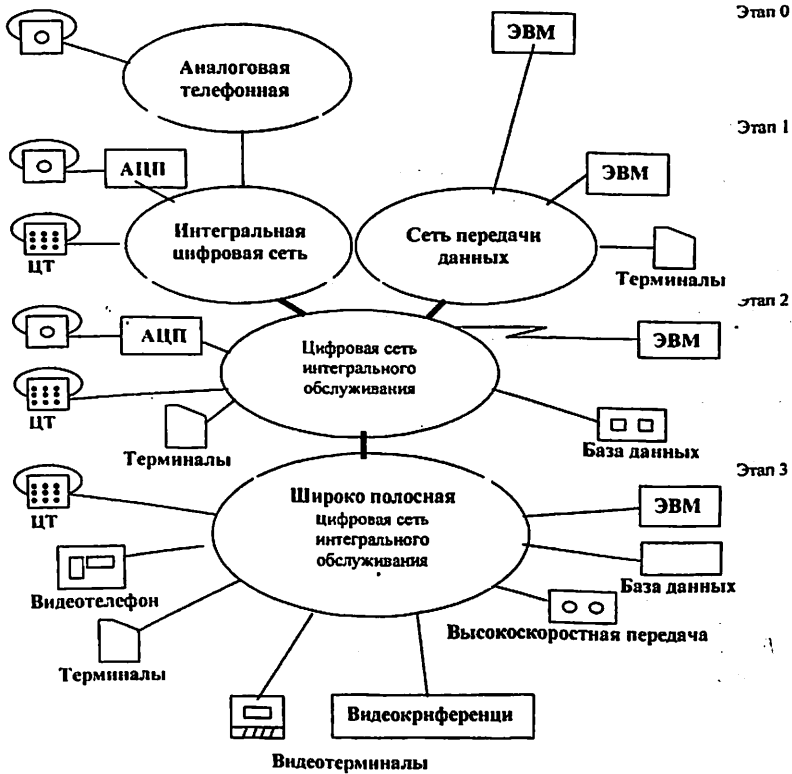 Этап 0
ЭВМ
Аналоговая
телефонная
Этап 1
АЦП
ЭВМ
Интегральная
цифровая сеть
Сеть передачи
данных
ЦТ
Терминалы
Этап 2
АЦП
ЭВМ
Цифровая сеть
интегрального
обслуживания
ЦТ
Терминалы
База данных
Этап 3
Широко полосная
цифровая сеть
интегрального
обслуживания
ЭВМ
ЦТ
База данных
Видеотелефон
Высокоскоростная передача
Терминалы
Видеокриференци
Видеотерминалы